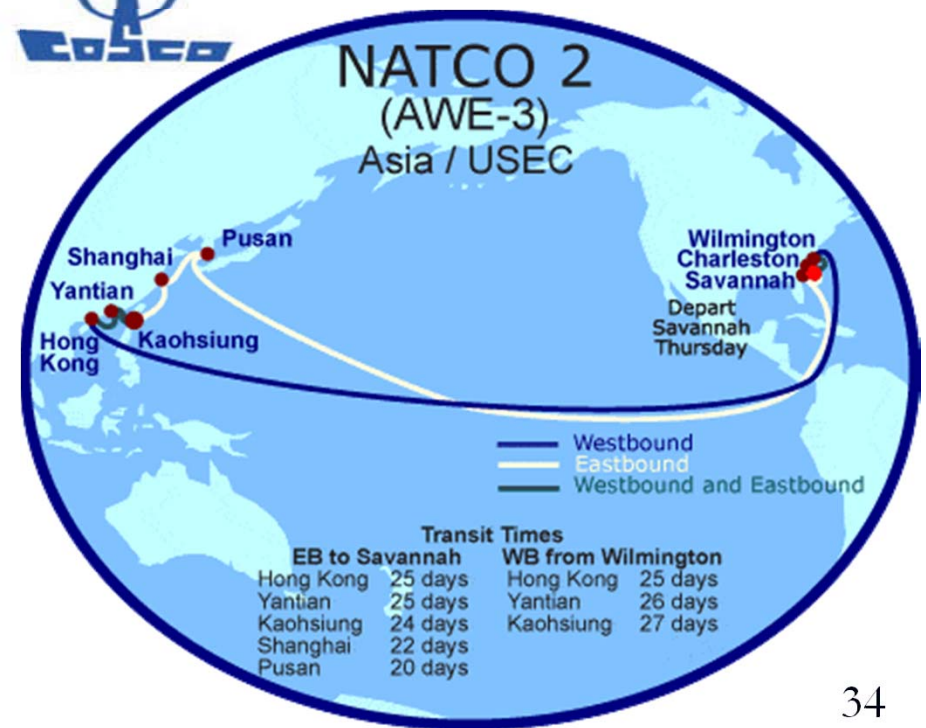 COSCO
NATCO 2
(AWE-3)
Asia / USEC
Pusan
Shanghai
Yantian
Hong
Kong
Kaohsiung
Wilmington
Charleston
Savannah
Depart
Savannah
Thursday
Westbound
Eastbound
Westbound and Eastbound
Transit Times
EB to Savannah WB from Wilmington
Hong Kong 25 days Hong Kong 25 days
Yantian 25 days Yantian 26 days
Kaohsiung 24 days Kaohsiung 27 days
Shanghai 22 days
Pusan 20 days
34